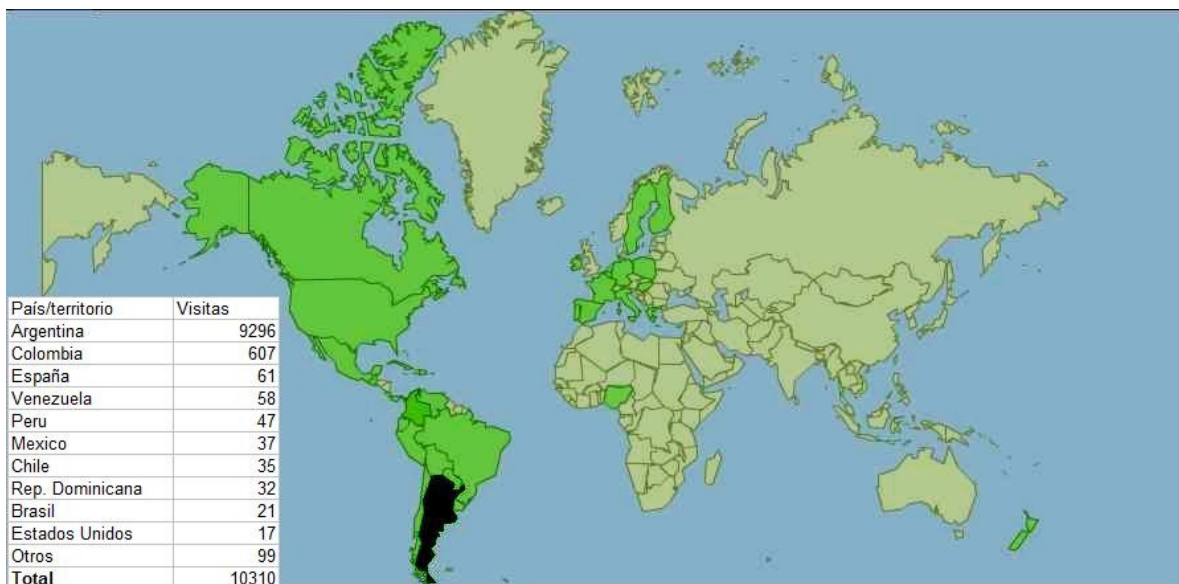 País/territorio Visitas
Argentina 9296
Colombia 607
España 61
Venezuela 58
Peru 47
Mexico 37
Chile 35
Rep. Dominicana 32
Brasil 21
Estados Unidos 17
Otros 99
Total 10310